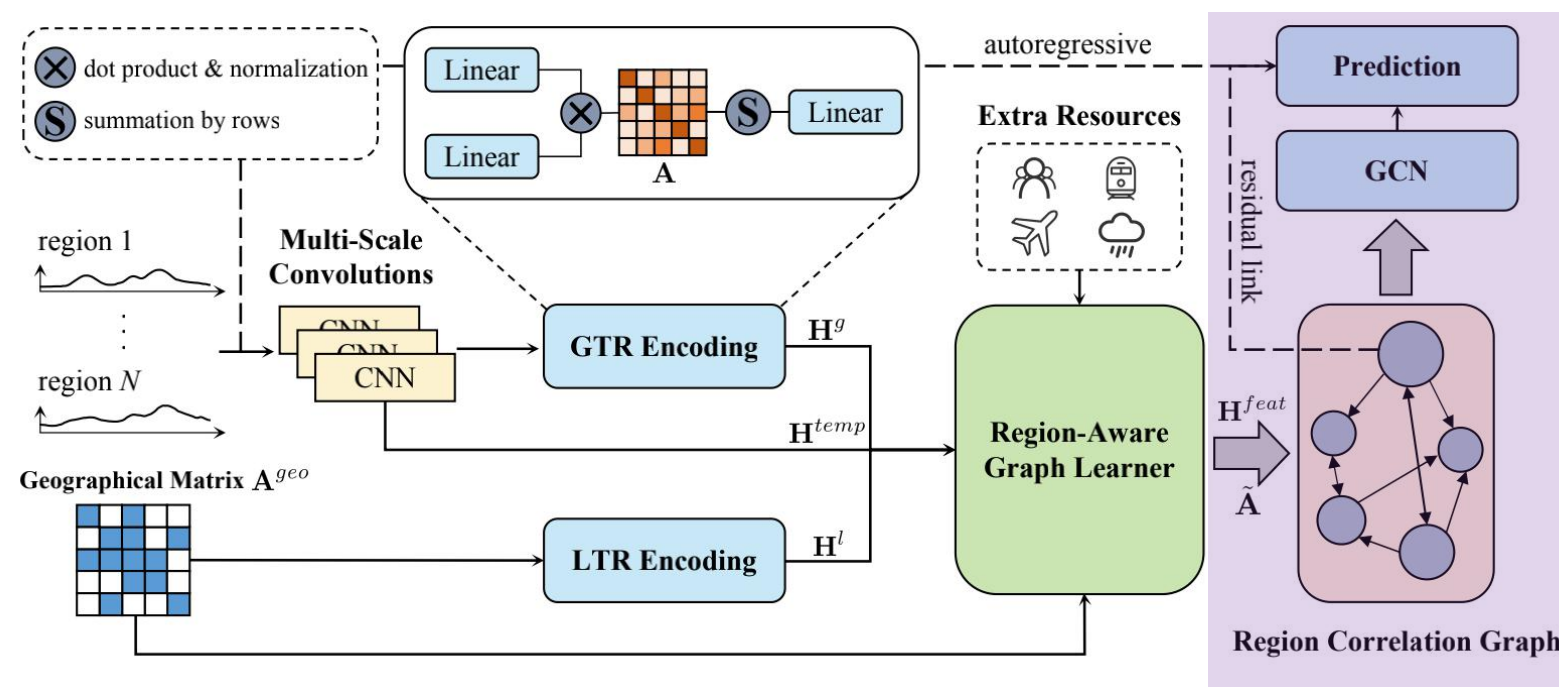 dot product & normalization
S summation by rows
Linear
Linear
A
S
Linear
autoregressive
Extra Resources
Prediction
GCN
residual link
region 1
region N
Multi-Scale
Convolutions
CNN
CNN
CNN
GTR Encoding
H^g
H^{temp}
Geographical Matrix A^{geo}
LTR Encoding
H^l
Region-Aware
Graph Learner
H^{feat}
Ã
Region Correlation Graph